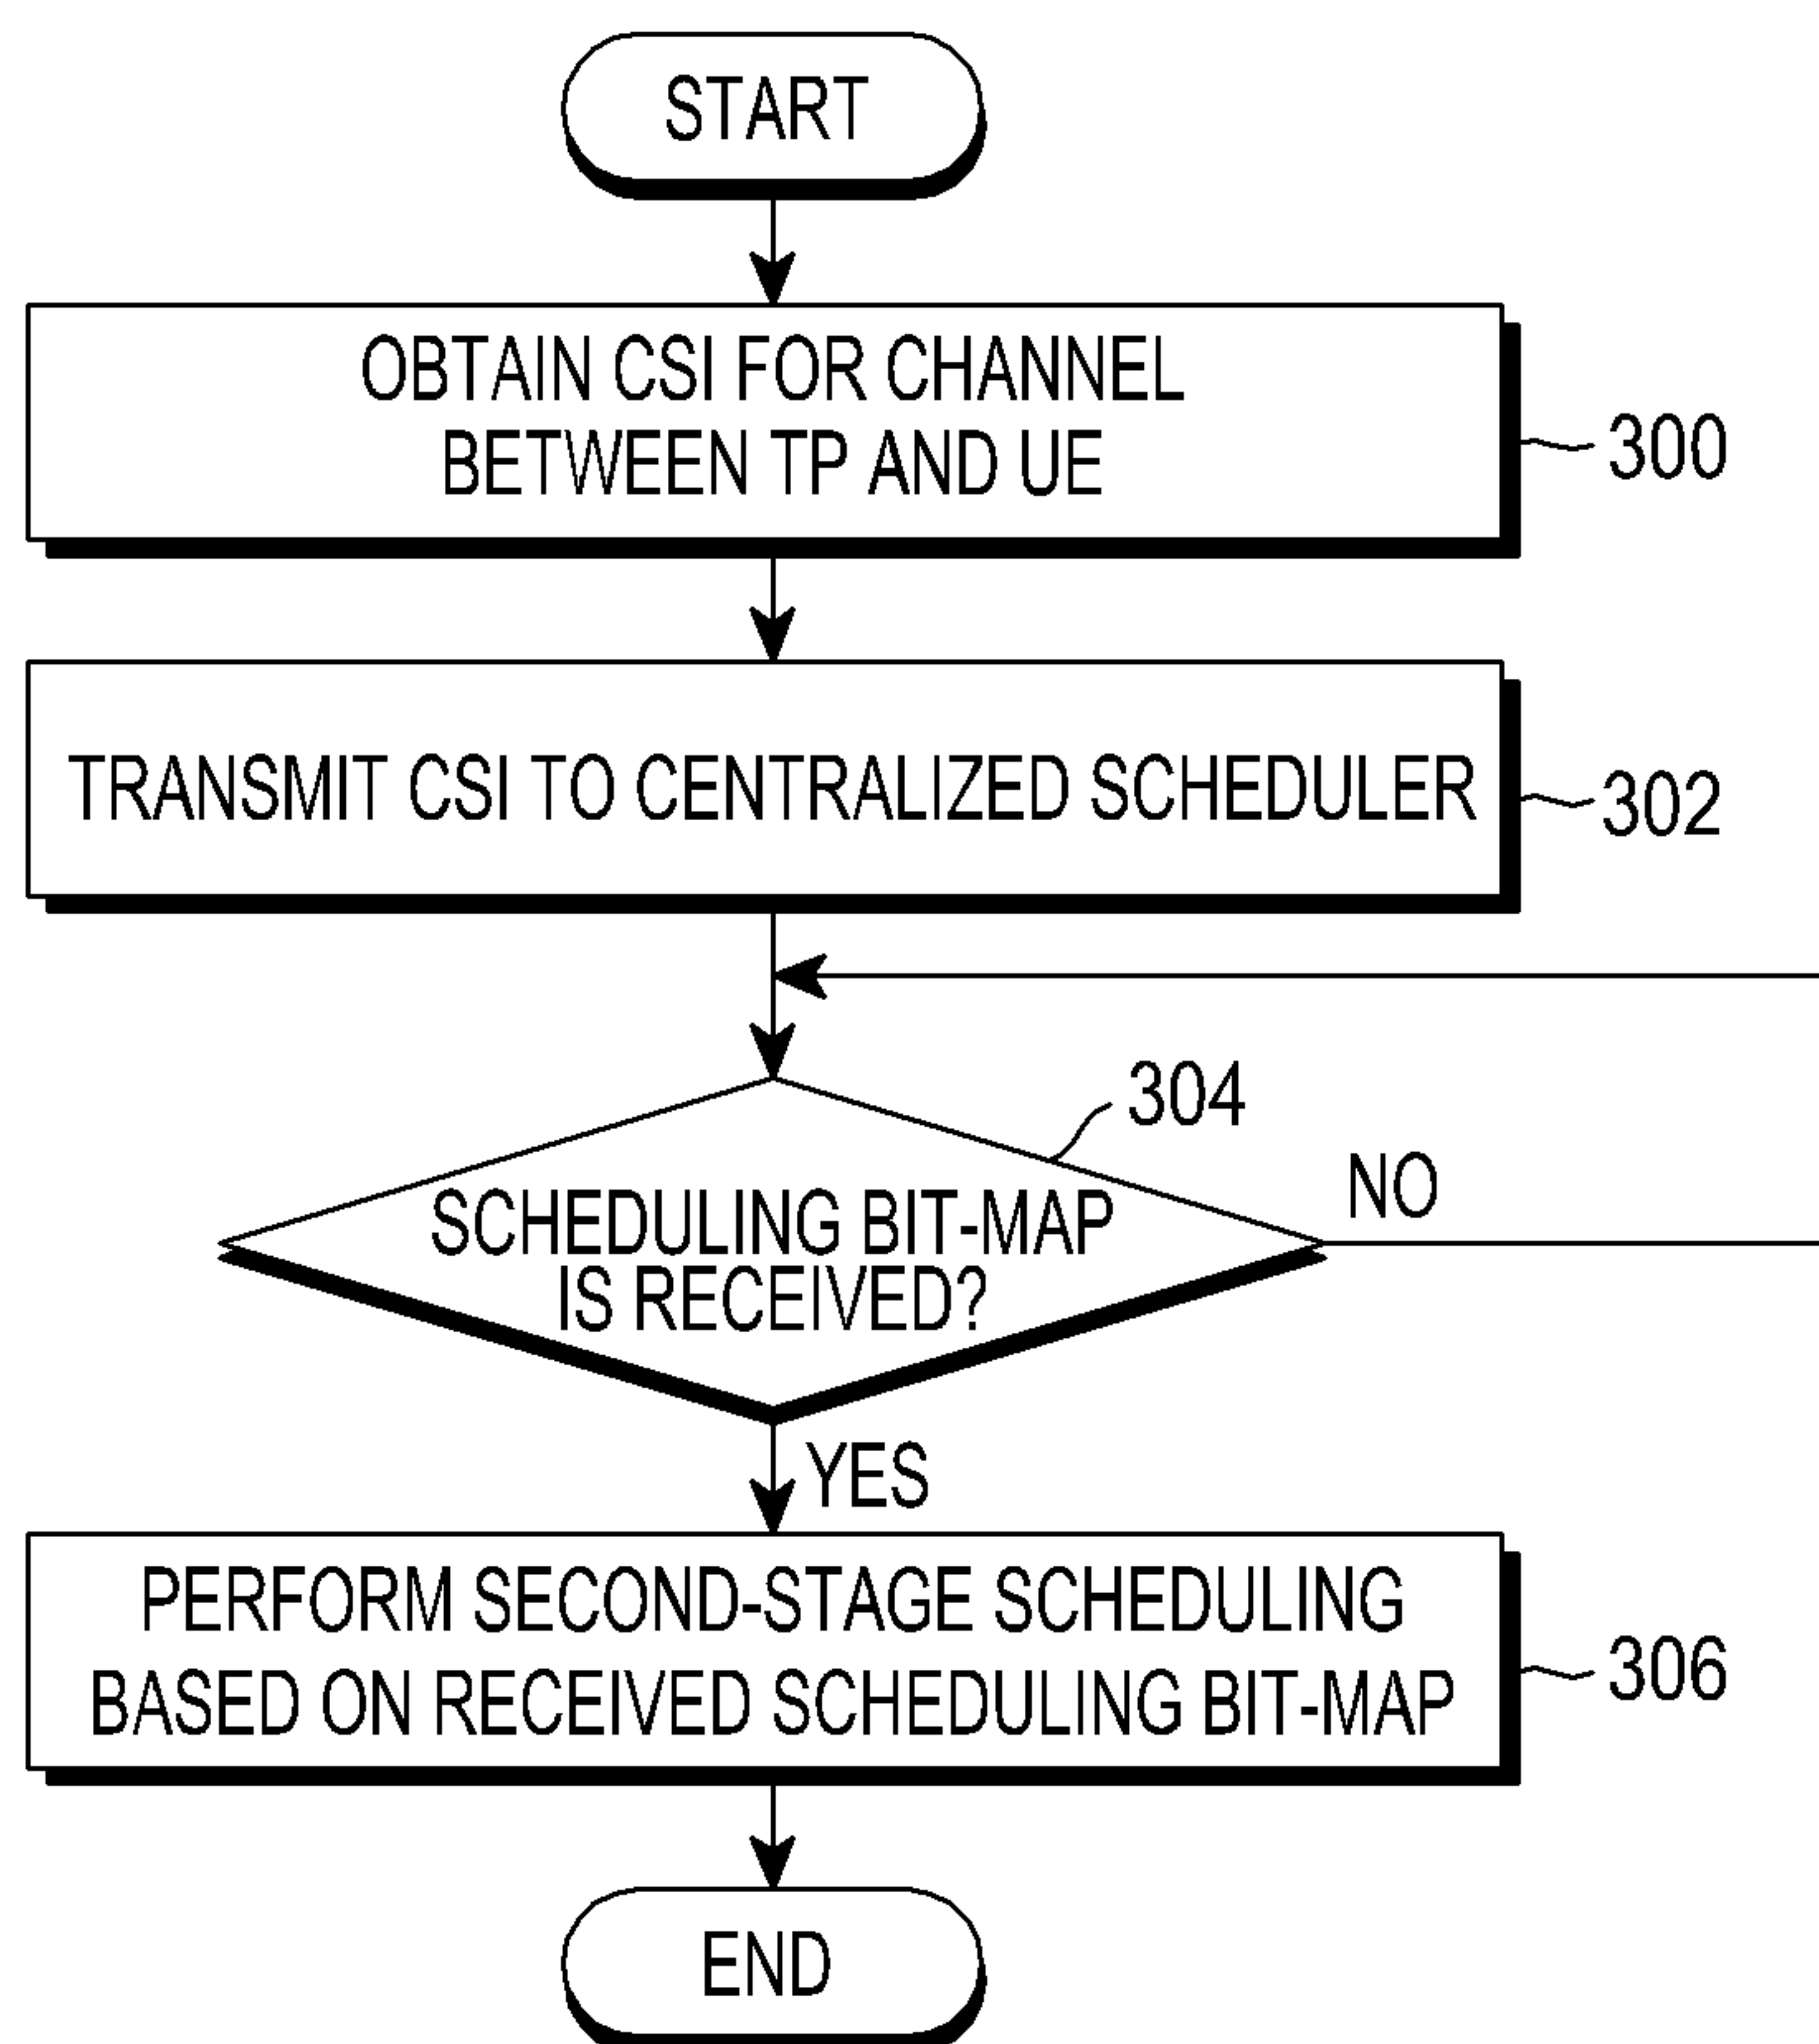 START
OBTAIN CSI FOR CHANNEL
BETWEEN TP AND UE
300
TRANSMIT CSI TO CENTRALIZED SCHEDULER
302
304
SCHEDULING BIT-MAP
IS RECEIVED?
NO
YES
PERFORM SECOND-STAGE SCHEDULING
BASED ON RECEIVED SCHEDULING BIT-MAP
306
END